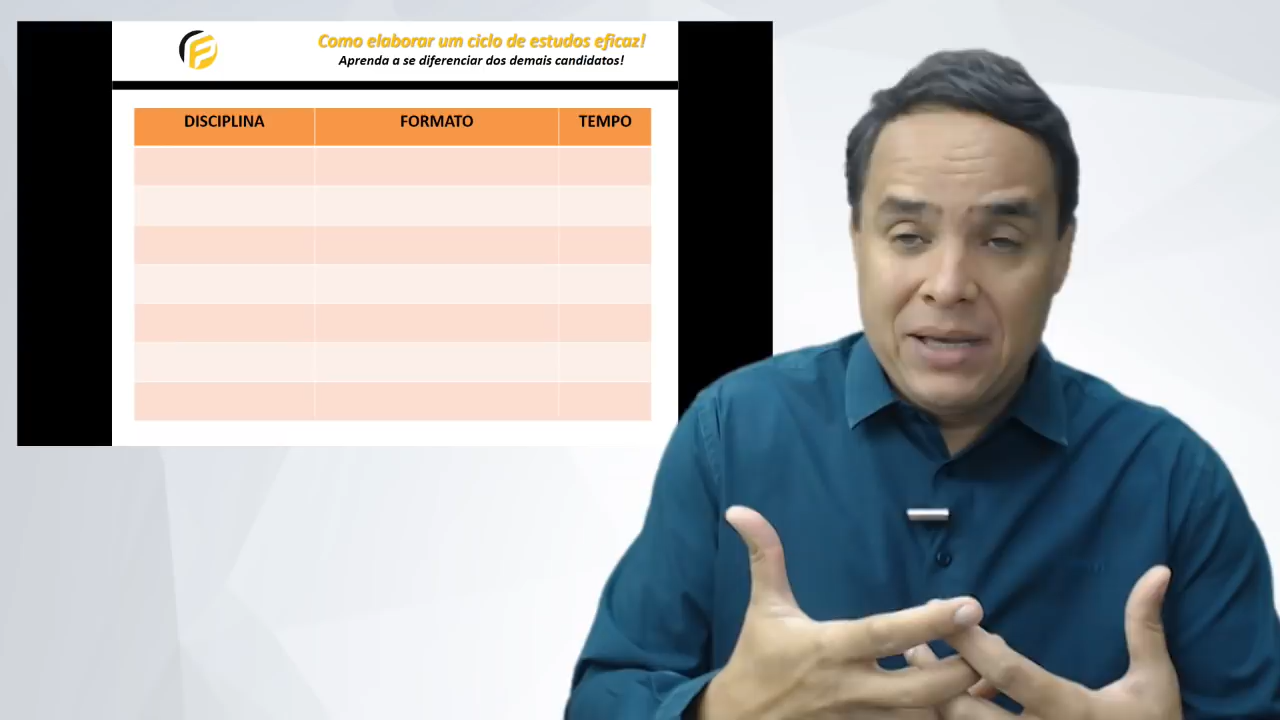 Como elaborar um ciclo de estudos eficaz!
Aprenda a se diferenciar dos demais candidatos!
DISCIPLINA FORMATO TEMPO